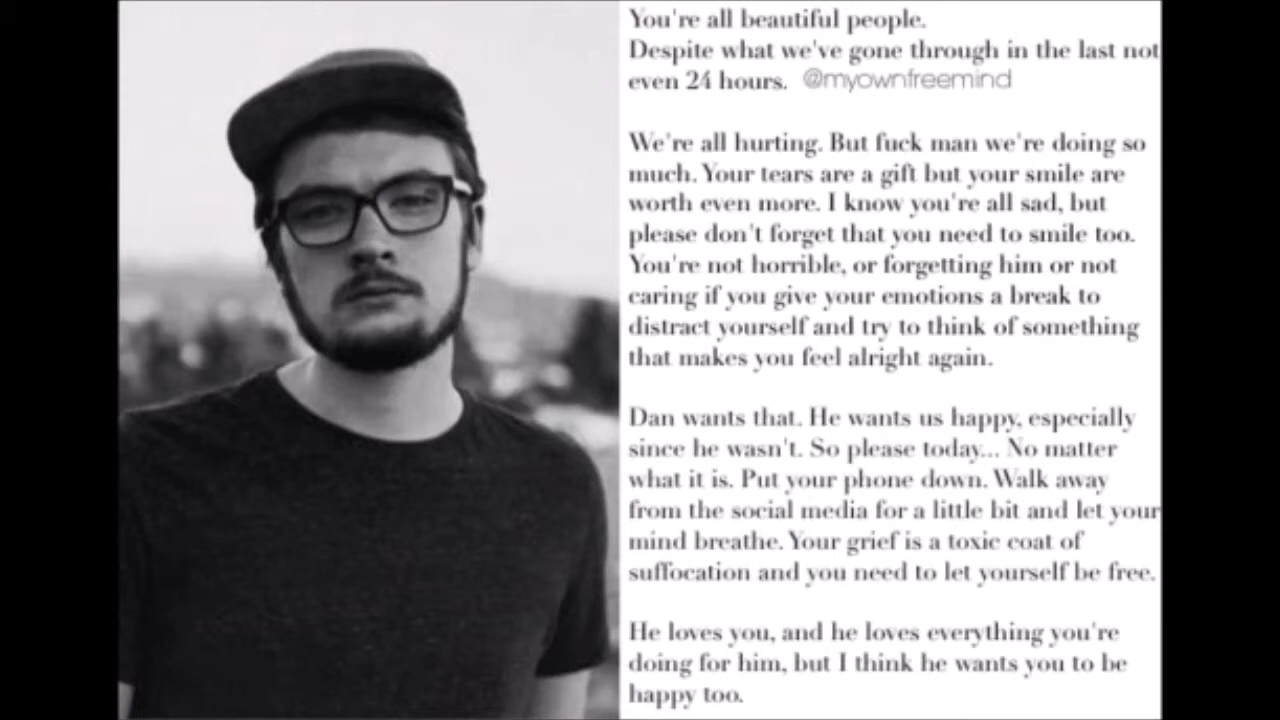 You're all beautiful people.
Despite what we've gone through in the last not
even 24 hours. @myownfreemind
We're all hurting. But fuck man we're doing so
much. Your tears are a gift but your smile are
worth even more. I know you're all sad, but
please don't forget that you need to smile too.
You're not horrible, or forgetting him or not
caring if you give your emotions a break to
distract yourself and try to think of something
that makes you feel alright again.
Dan wants that. He wants us happy, especially
since he wasn't. So please today... No matter
what it is. Put your phone down. Walk away
from the social media for a little bit and let your
mind breathe. Your grief is a toxic coat of
suffocation and you need to let yourself be free.
He loves you, and he loves everything you're
doing for him, but I think he wants you to be
happy too.